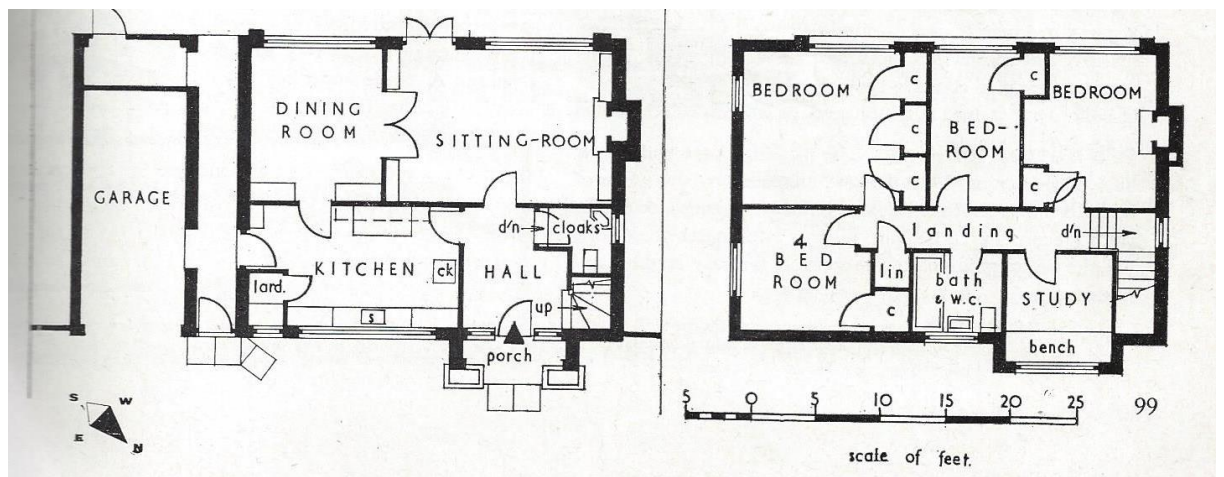 GARAGE
DINING
ROOM
SITTING-ROOM
KITCHEN
lard.
s
ck
HALL
d'n
cloaks
up
porch
S
W
E
N
BEDROOM
c
c
c
BED-
ROOM
c
BEDROOM
c
landing
d'n
4
BED
ROOM
lin
c
bath
& w.c.
STUDY
bench
5 0 5 10 15 20 25
scale of feet.
99